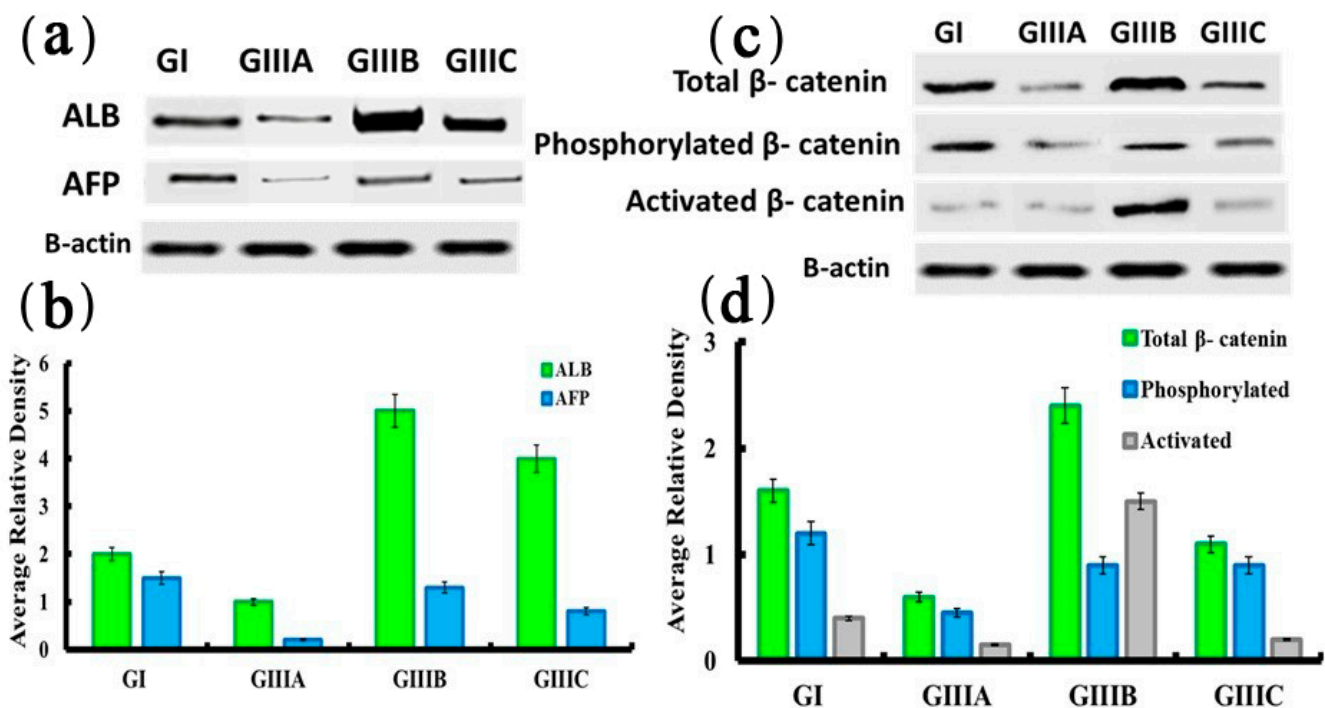 (a)
GI GIIIA GIIIB GIIIC
ALB
AFP
B-actin
(b)
Average Relative Density
6
5
4
3
2
1
0
ALB
AFP
GI GIIIA GIIIB GIIIC
(c)
GI GIIIA GIIIB GIIIC
Total β- catenin
Phosphorylated β- catenin
Activated β- catenin
B-actin
(d)
Average Relative Density
3
2
1
0
Total β- catenin
Phosphorylated
Activated
GI GIIIA GIIIB GIIIC